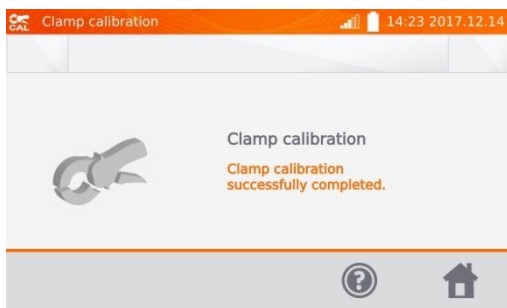 CAL Clamp calibration 14:23 2017.12.14
Clamp calibration
Clamp calibration
successfully completed.
?